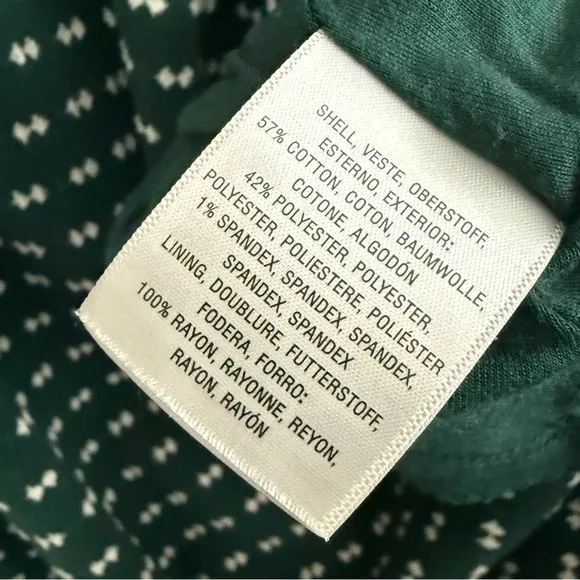 SHELL, VESTE, OBERSTOFF,
ESTERNO, EXTERIOR:
57% COTTON, COTON, BAUMWOLLE,
COTONE, ALGODÓN
42% POLYESTER, POLYESTER,
POLYESTER, POLIESTERE, POLIÉSTER
1% SPANDEX, SPANDEX, SPANDEX,
SPANDEX, SPANDEX
LINING, DOUBLURE, FUTTERSTOFF,
FODERA, FORRO:
100% RAYON, RAYONNE, REYON,
RAYON, RAYÓN